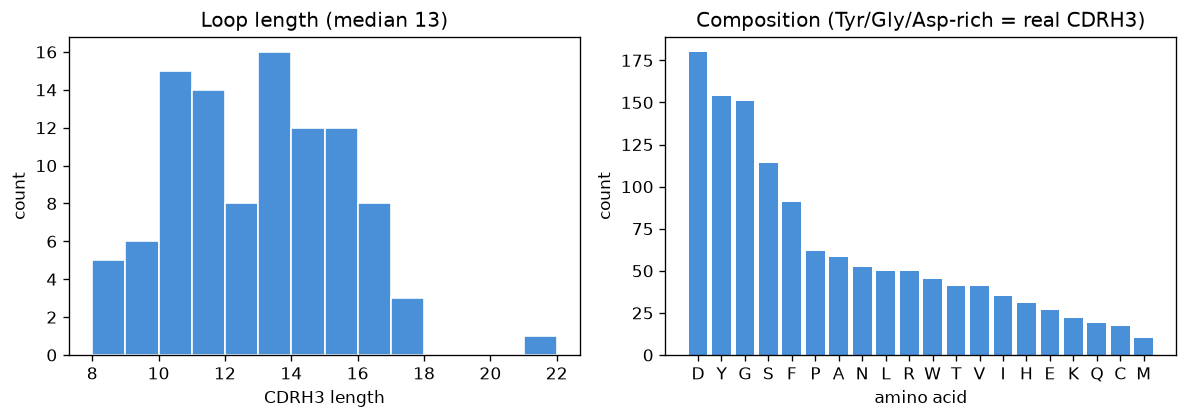 Loop length (median 13)
16
14
12
10
8
6
4
2
0
count
8 10 12 14 16 18 20 22
CDRH3 length
Composition (Tyr/Gly/Asp-rich = real CDRH3)
175
150
125
100
75
50
25
0
count
D Y G S F P A N L R W T V I H E K Q C M
amino acid